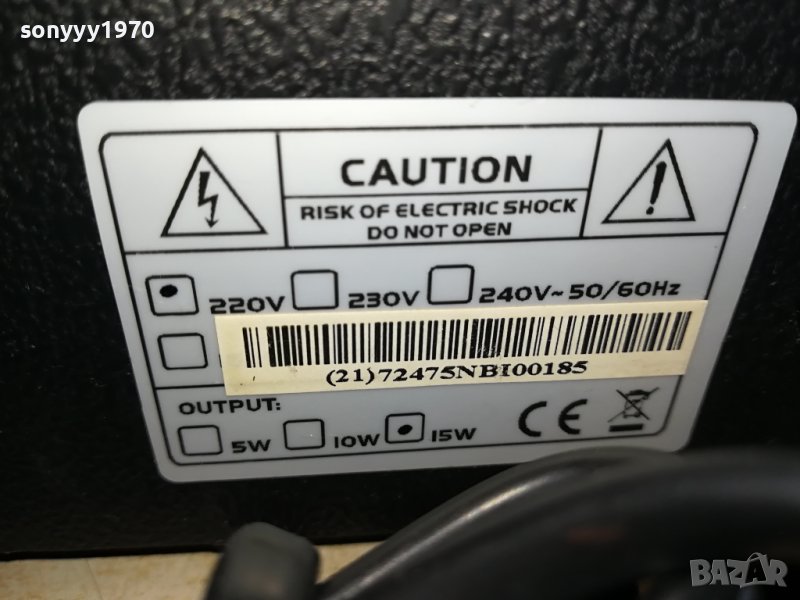 sonyyy1970
CAUTION
RISK OF ELECTRIC SHOCK
DO NOT OPEN
220V 230V 240V~50/60Hz
(21)72475NBI00185
OUTPUT:
5W 10W 15W CE
BAZAR